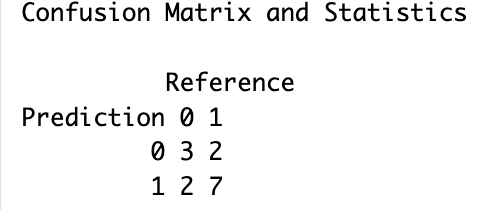 Confusion Matrix and Statistics
Reference
Prediction 0 1
0 3 2
1 2 7